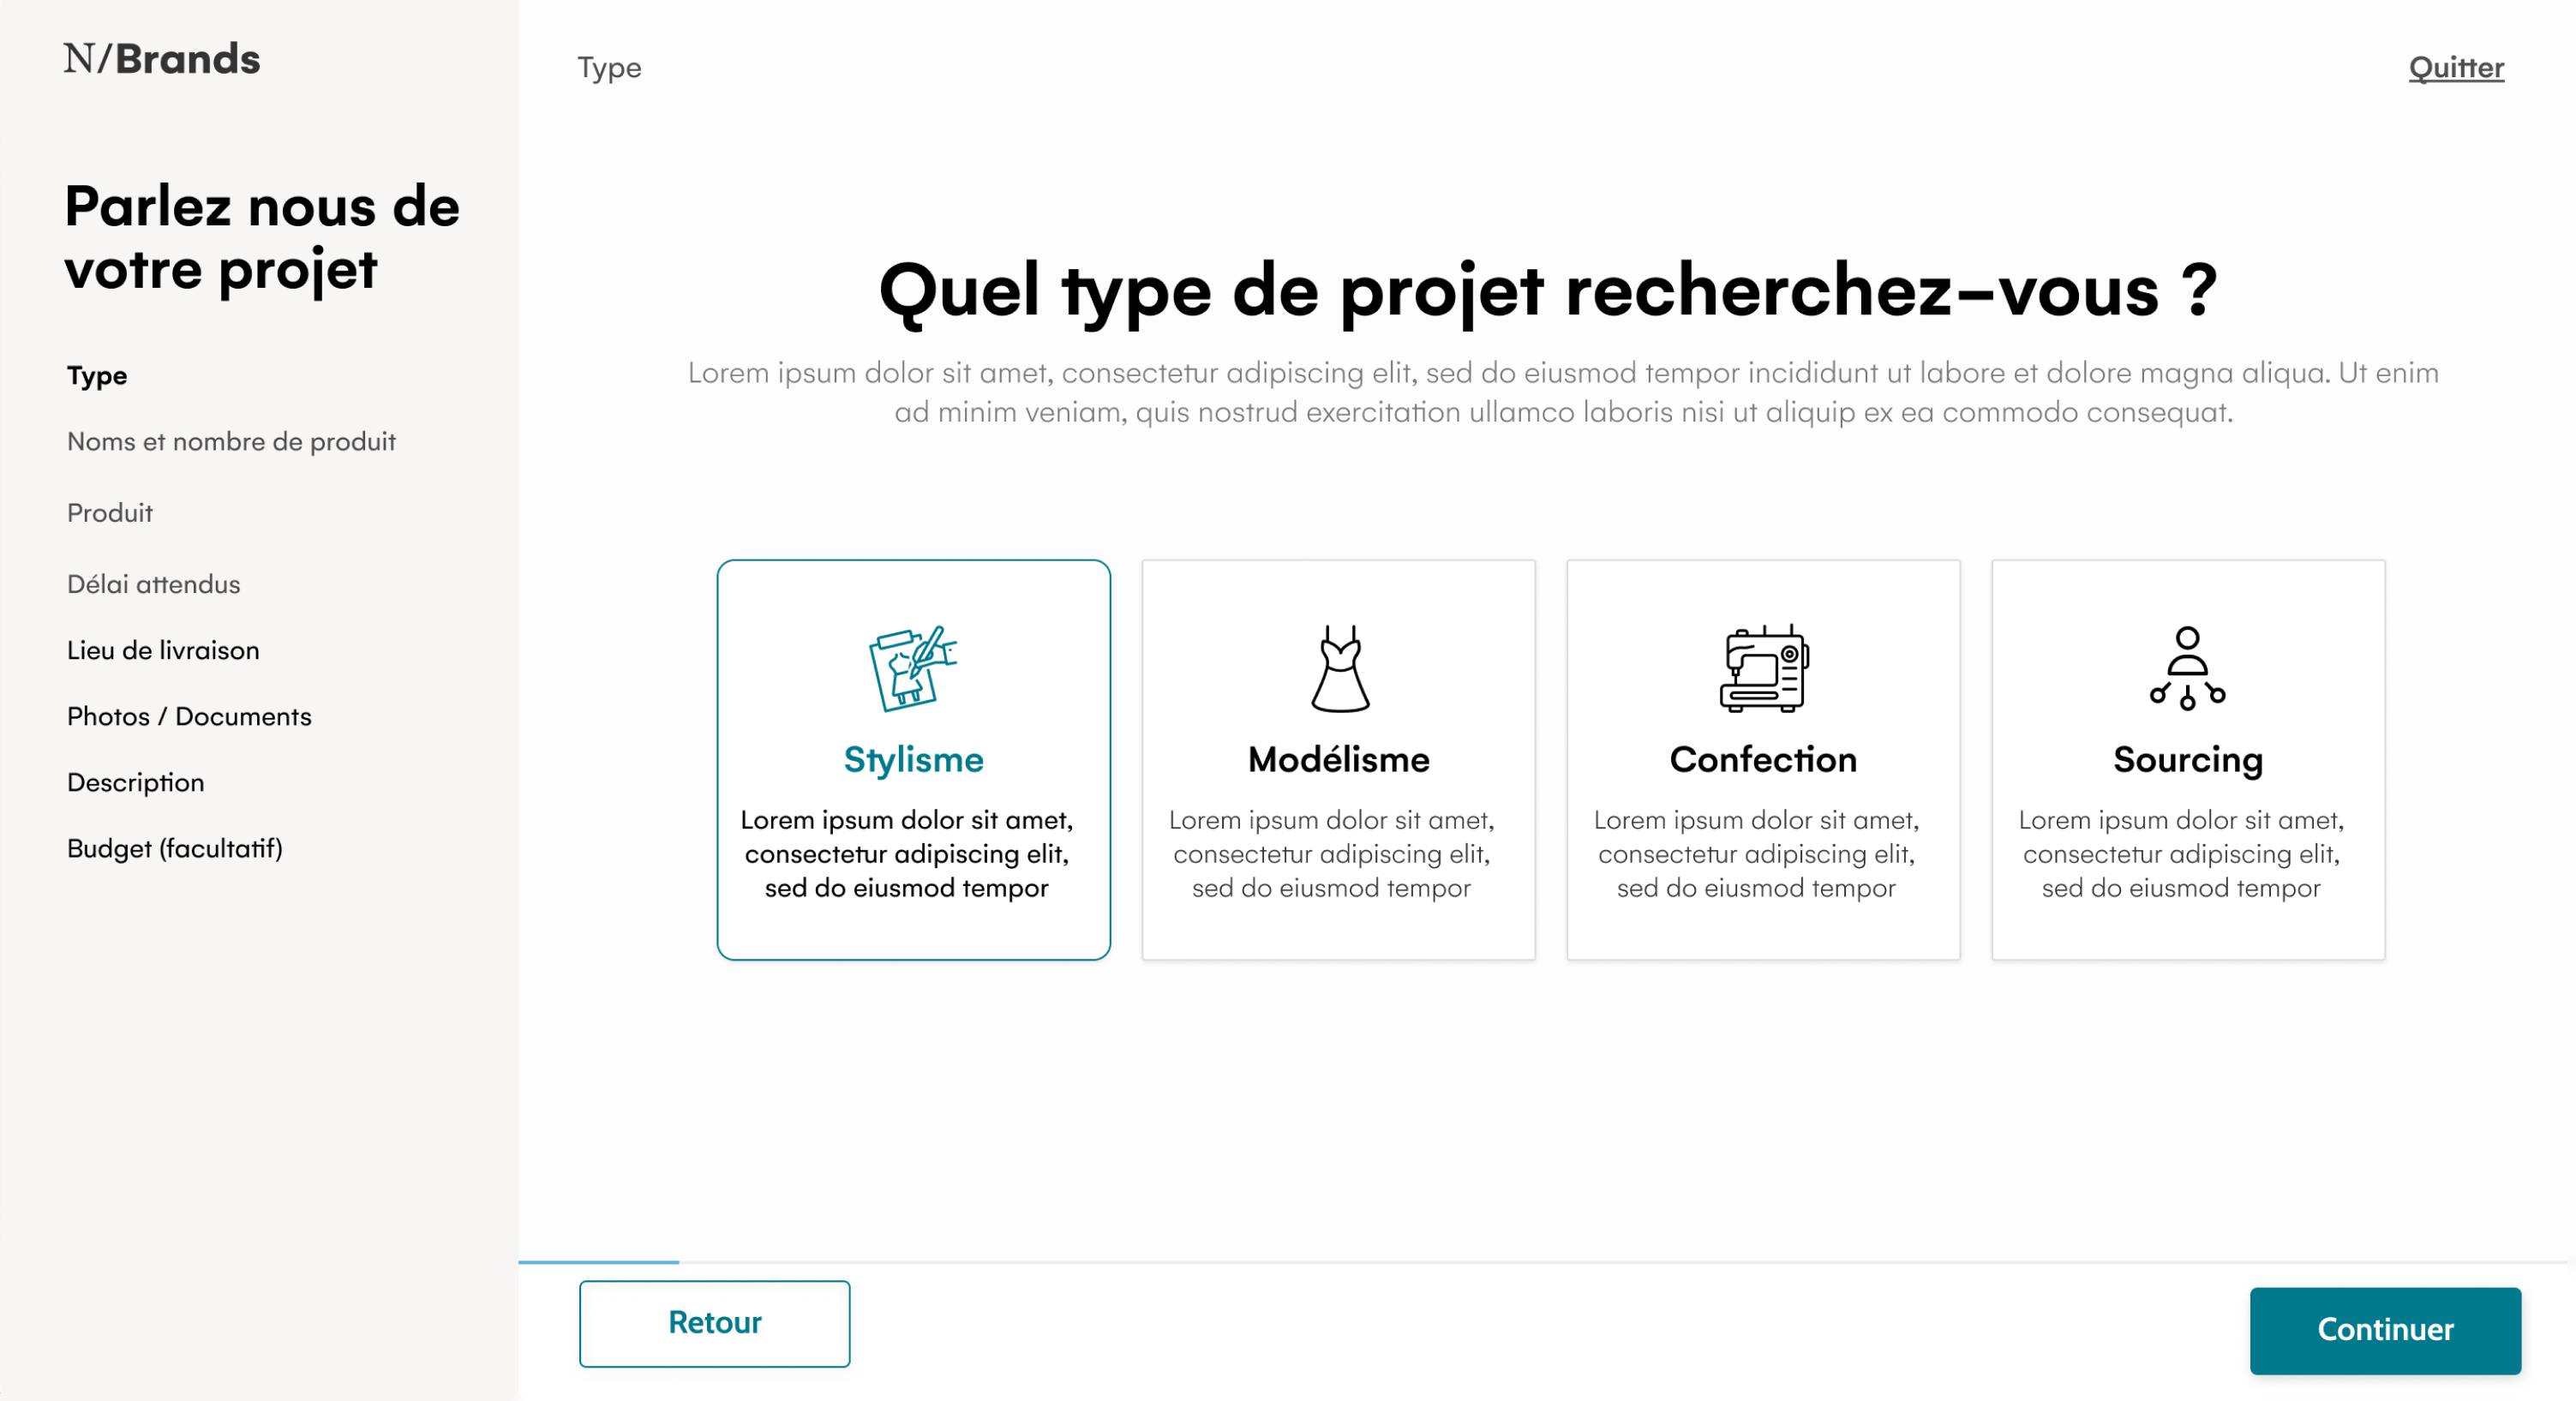 N/Brands
Parlez nous de
votre projet
Type
Noms et nombre de produit
Produit
Délai attendus
Lieu de livraison
Photos / Documents
Description
Budget (facultatif)
Type
Quitter
Quel type de projet recherchez-vous ?
Lorem ipsum dolor sit amet, consectetur adipiscing elit, sed do eiusmod tempor incididunt ut labore et dolore magna aliqua. Ut enim
ad minim veniam, quis nostrud exercitation ullamco laboris nisi ut aliquip ex ea commodo consequat.
Stylisme
Lorem ipsum dolor sit amet,
consectetur adipiscing elit,
sed do eiusmod tempor
Modélisme
Lorem ipsum dolor sit amet,
consectetur adipiscing elit,
sed do eiusmod tempor
Confection
Lorem ipsum dolor sit amet,
consectetur adipiscing elit,
sed do eiusmod tempor
Sourcing
Lorem ipsum dolor sit amet,
consectetur adipiscing elit,
sed do eiusmod tempor
Retour
Continuer